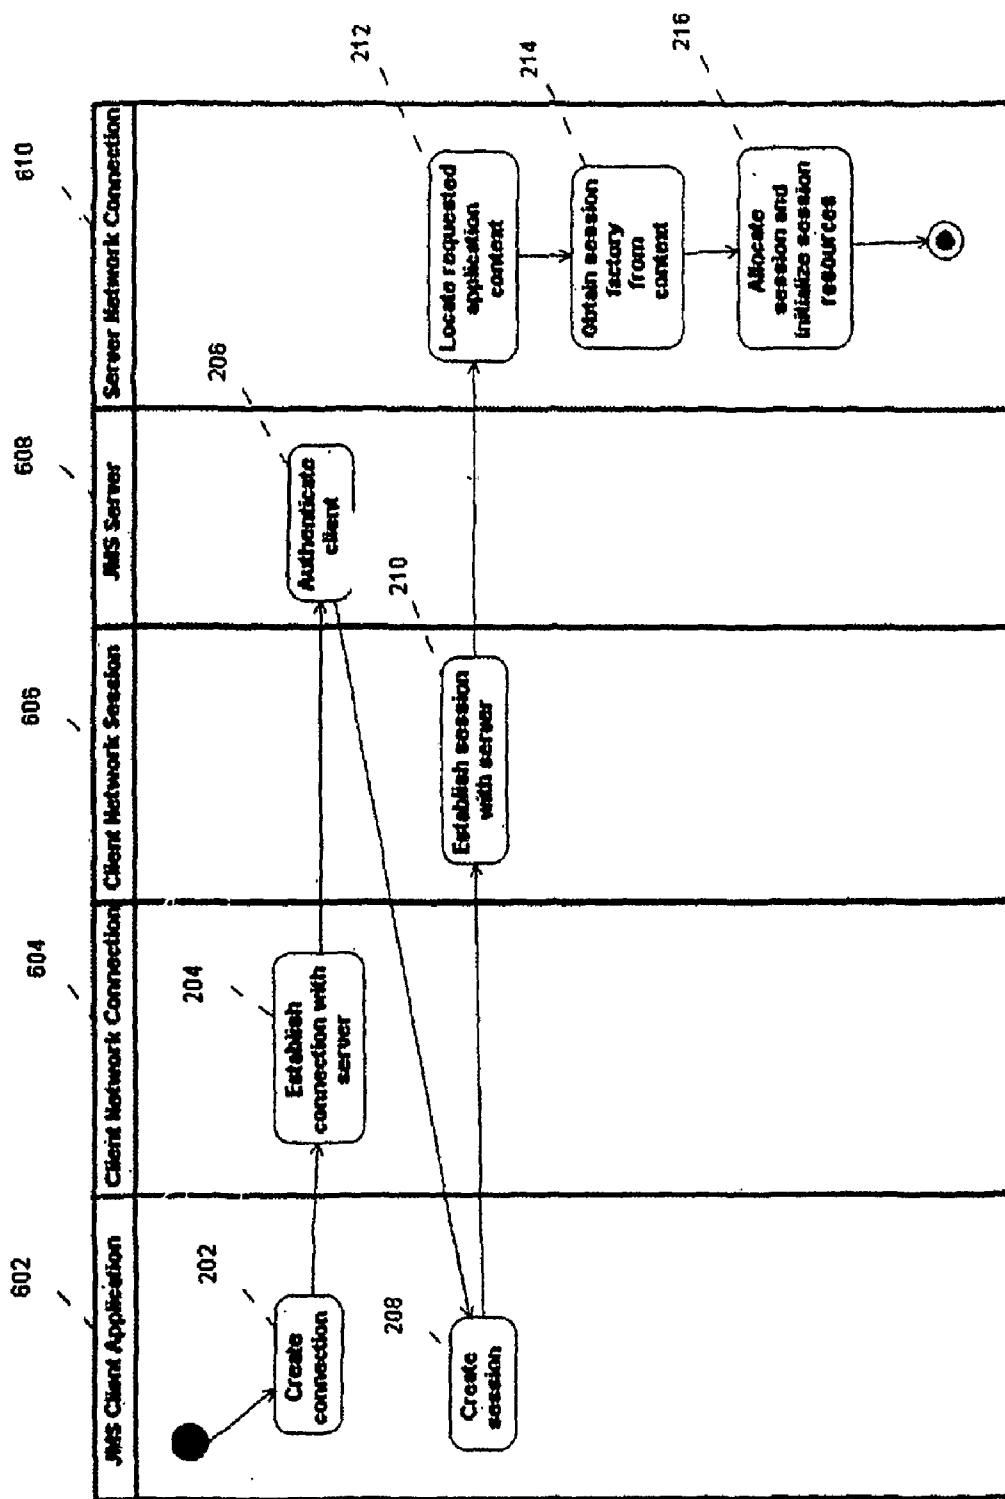 602
604
606
608
610
JMS Client Application
Client Network Connection
Client Network Session
JMS Server
Server Network Connection
202
Create
connection
204
Establish
connection with
server
206
Authenticate
client
208
Create
session
210
Establish session
with server
212
Locate requested
application
context
214
Obtain session
factory
from
context
216
Allocate
session and
initialize session
resources